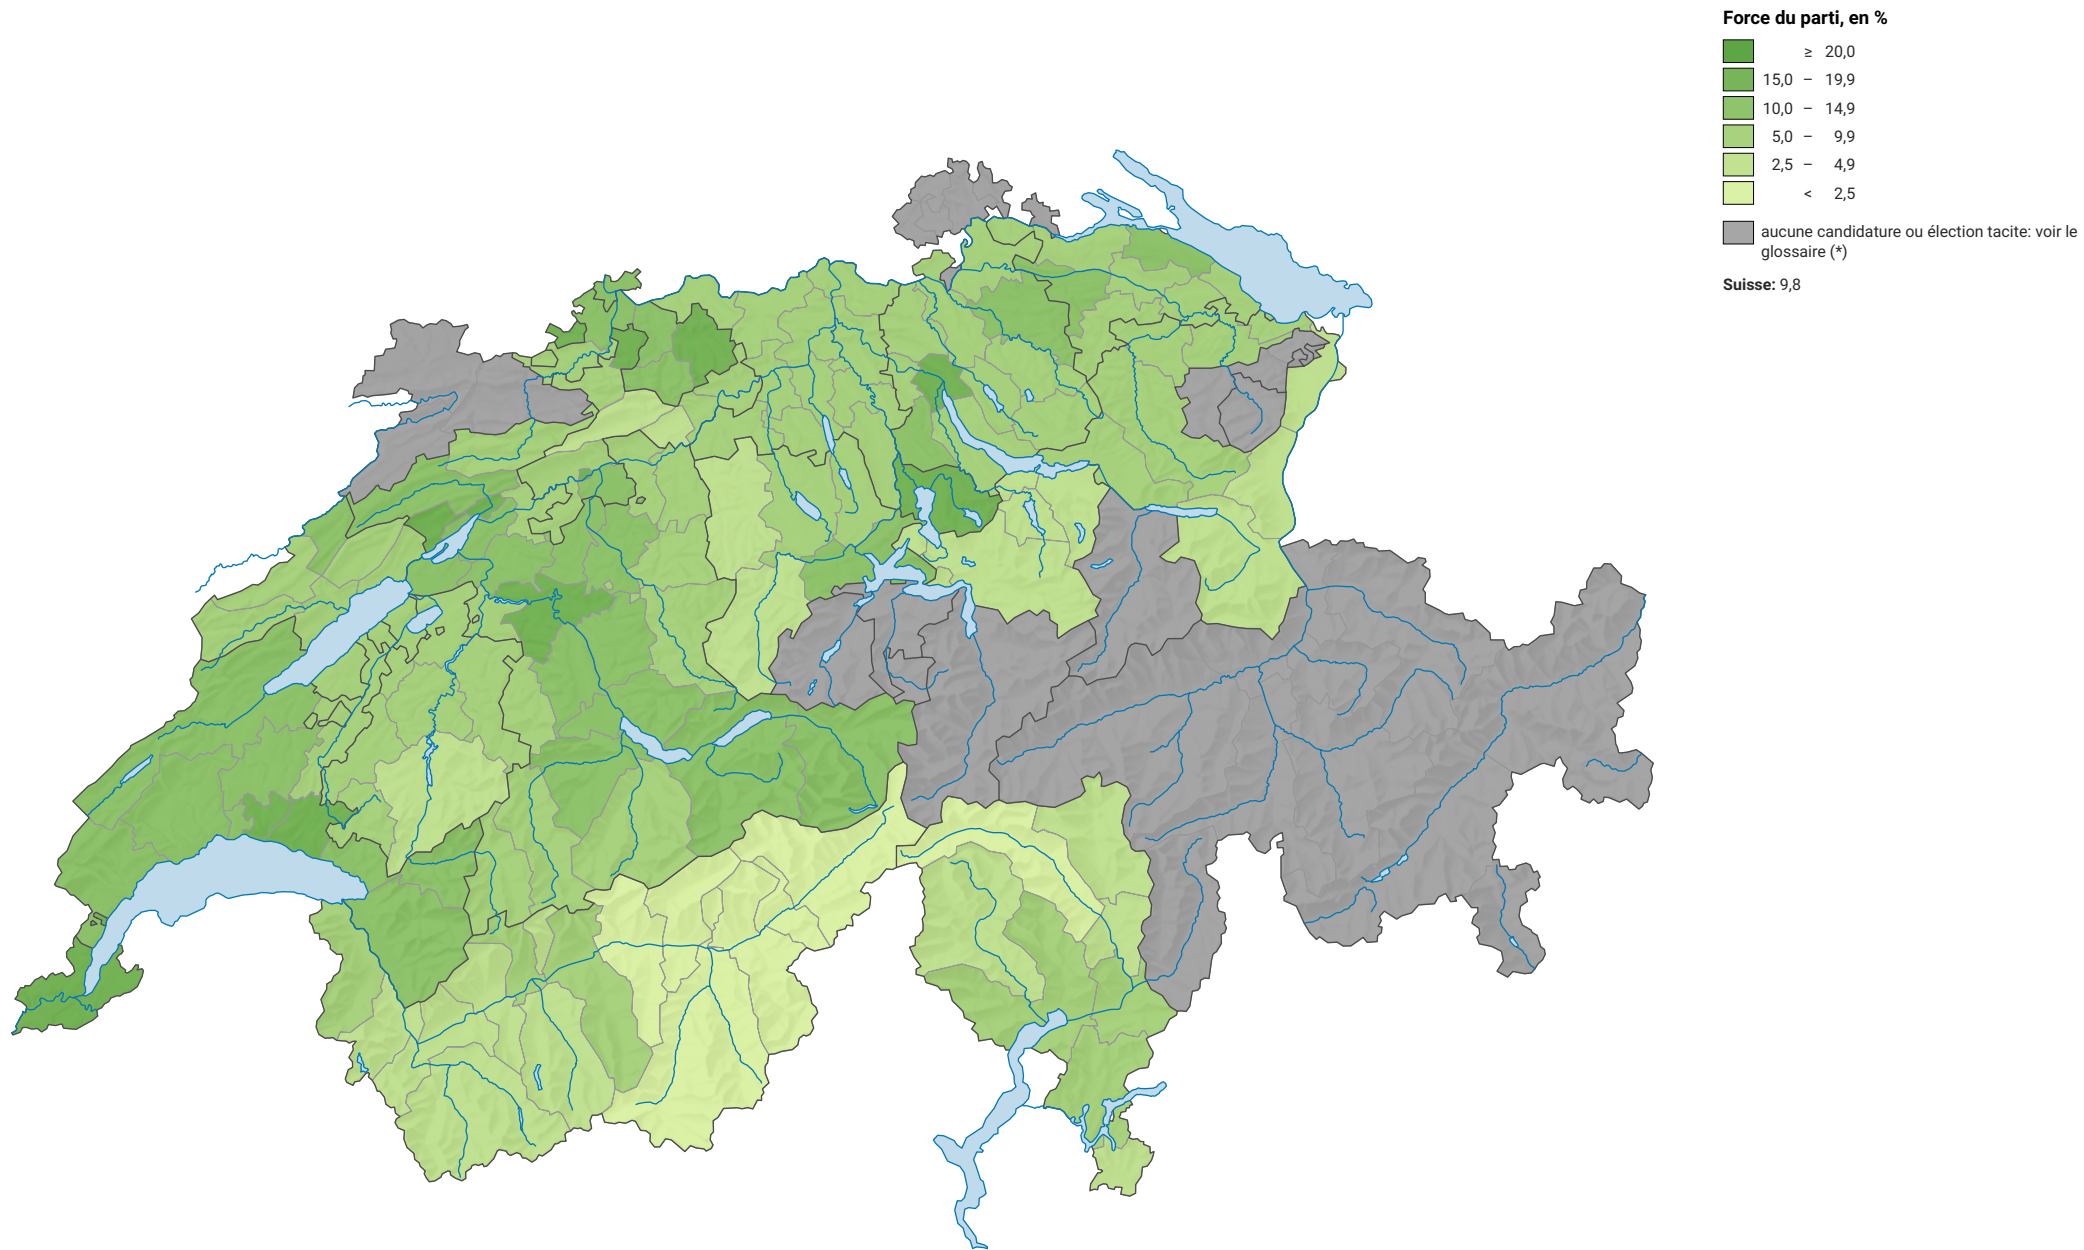 Force du parti, en %
≥ 20,0
15,0 – 19,9
10,0 – 14,9
5,0 – 9,9
2,5 – 4,9
< 2,5
aucune candidature ou élection tacite: voir le
glossaire (*)
Suisse: 9,8